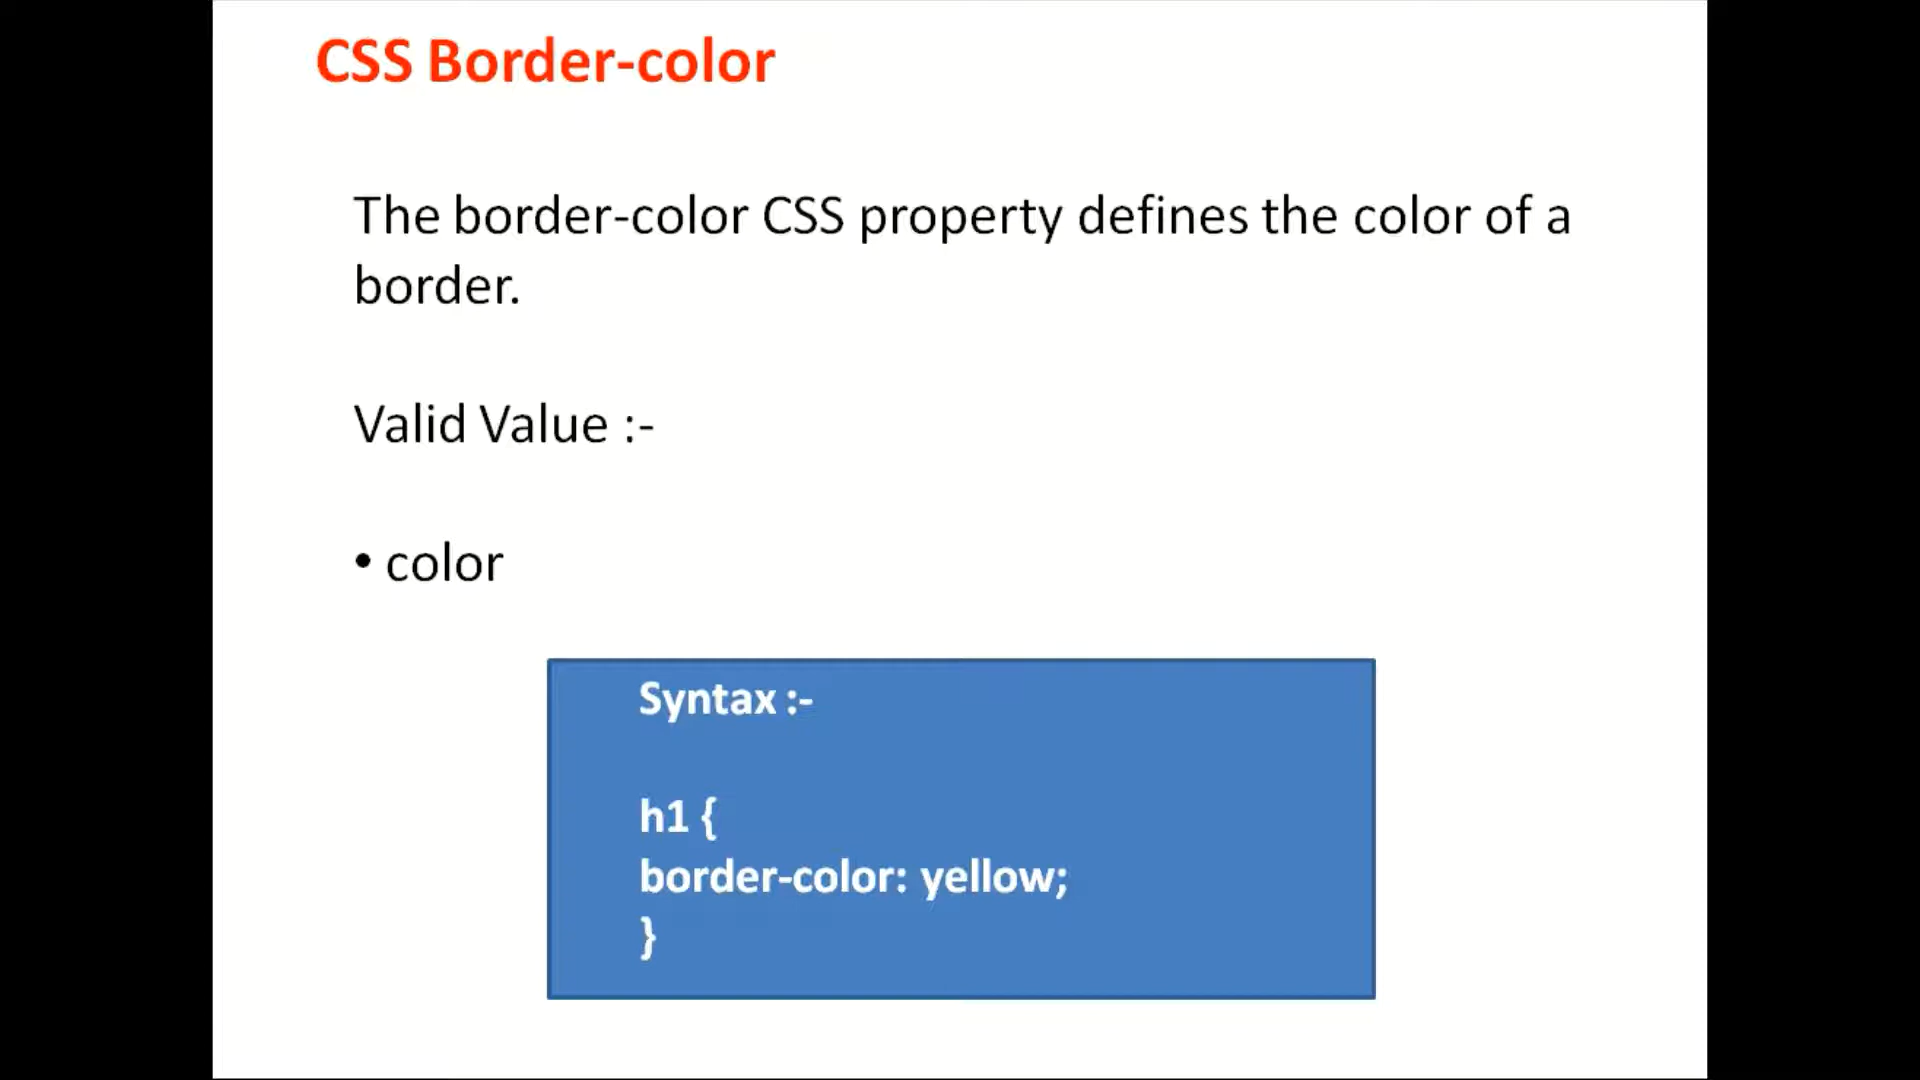 CSS Border-color
The border-color CSS property defines the color of a
border.
Valid Value :-
• color
Syntax :-
h1 {
border-color: yellow;
}